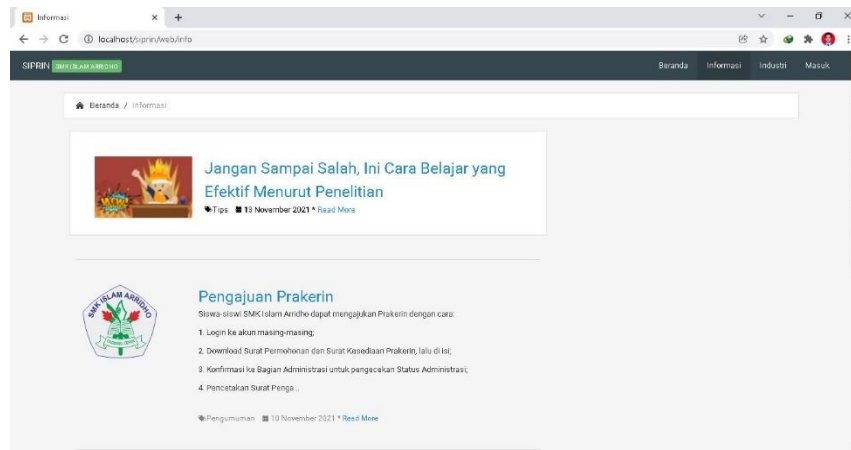 Informasi
localhost/siprin/web/info
SIPRIN SMK ISLAM ARRIDHO
Beranda Informasi Industri Masuk
Beranda / Informasi
Jangan Sampai Salah, Ini Cara Belajar yang
Efektif Menurut Penelitian
Tips 13 November 2021 * Read More
SMK ISLAM ARRIDHO
Pengajuan Prakerin
Siswa-siswi SMK Islam Arridho dapat mengajukan Prakerin dengan cara:
1. Login ke akun masing-masing;
2. Download Surat Permohonan dan Surat Kesediaan Prakerin, lalu di isi;
3. Konfirmasi ke Bagian Administrasi untuk pengecekan Status Administrasi;
4. Pencetakan Surat Penga...
Pengumuman 10 November 2021 * Read More